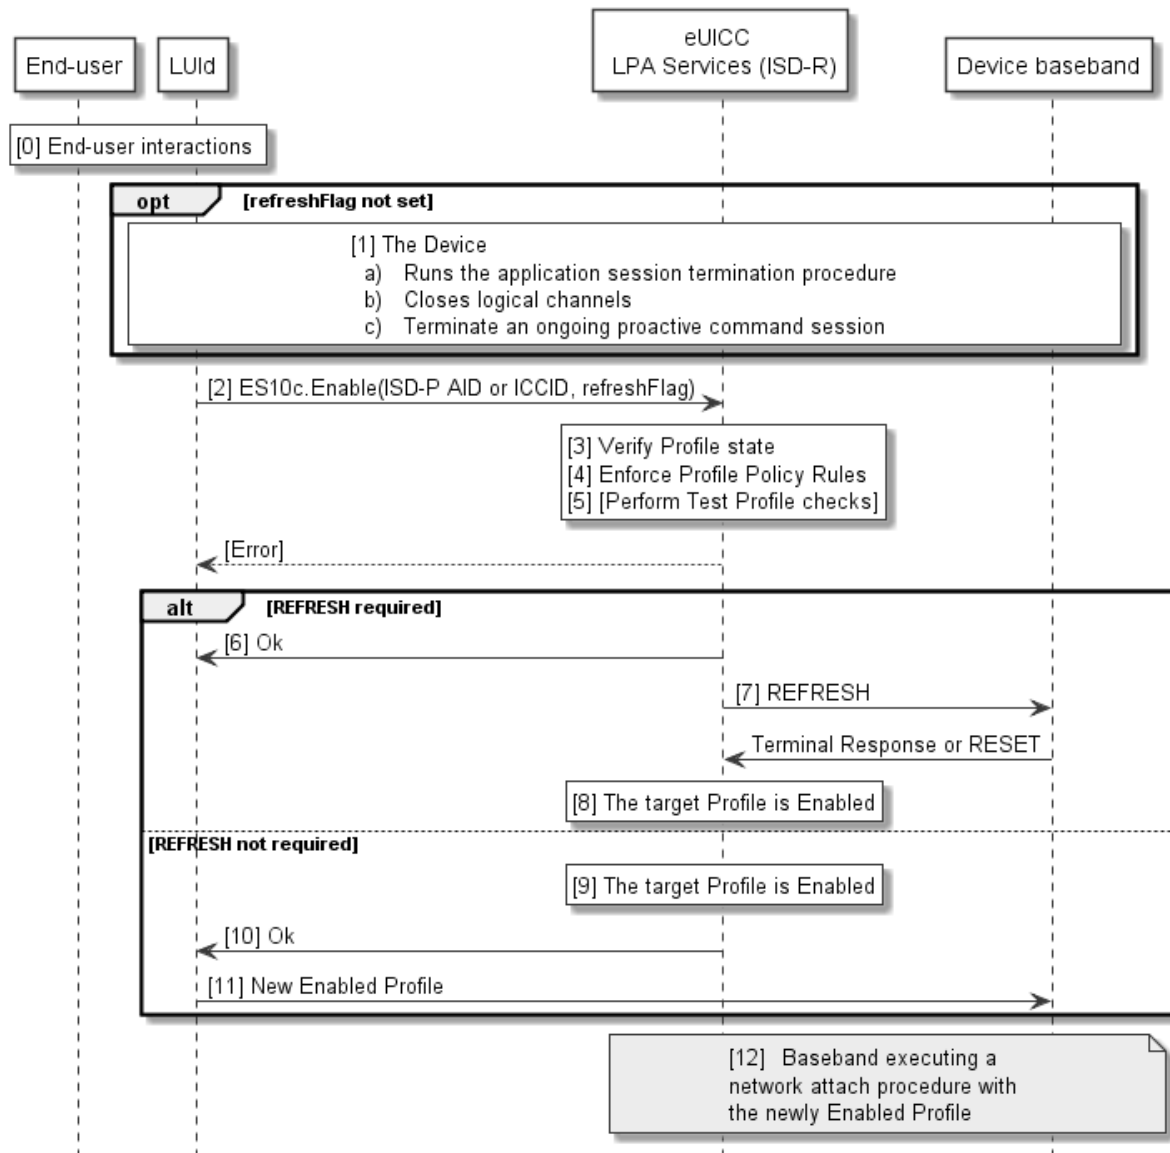 End-user
LUId
eUICC
LPA Services (ISD-R)
Device baseband
[0] End-user interactions
opt
[refreshFlag not set]
[1] The Device
a) Runs the application session termination procedure
b) Closes logical channels
c) Terminate an ongoing proactive command session
[2] ES10c.Enable(ISD-P AID or ICCID, refreshFlag)
[3] Verify Profile state
[4] Enforce Profile Policy Rules
[5] [Perform Test Profile checks]
[Error]
alt
[REFRESH required]
[6] Ok
[7] REFRESH
Terminal Response or RESET
[8] The target Profile is Enabled
[REFRESH not required]
[9] The target Profile is Enabled
[10] Ok
[11] New Enabled Profile
[12] Baseband executing a
network attach procedure with
the newly Enabled Profile